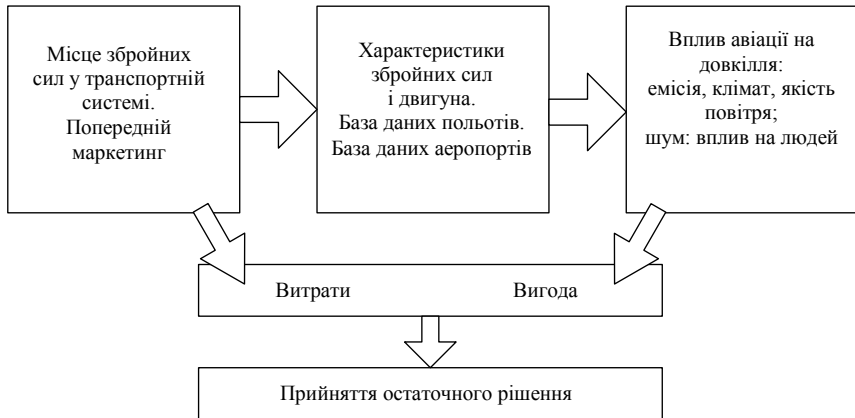 Місце збройних
сил у транспортній
системі.
Попередній
маркетинг
Характеристики
збройних сил
і двигуна.
База даних польотів.
База даних аеропортів
Вплив авіації на
довкілля:
емісія, клімат, якість
повітря;
шум: вплив на людей
Витрати Вигода
Прийняття остаточного рішення